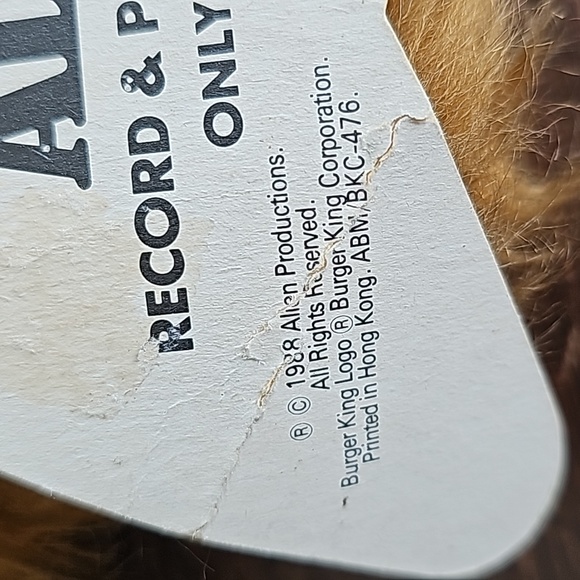 AL
RECORD & P
ONLY
® © 1988 Alien Productions.
All Rights Reserved.
Burger King Logo ® Burger King Corporation.
Printed in Hong Kong. ABM/BKC-476.